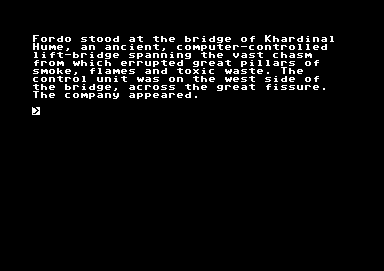 Fordo stood at the bridge of Khardinal
Hume, an ancient, computer-controlled
lift-bridge spanning the vast chasm
from which errupted great pillars of
smoke, flames and toxic waste. The
control unit was on the west side of
the bridge, across the great fissure.
The company appeared.
>